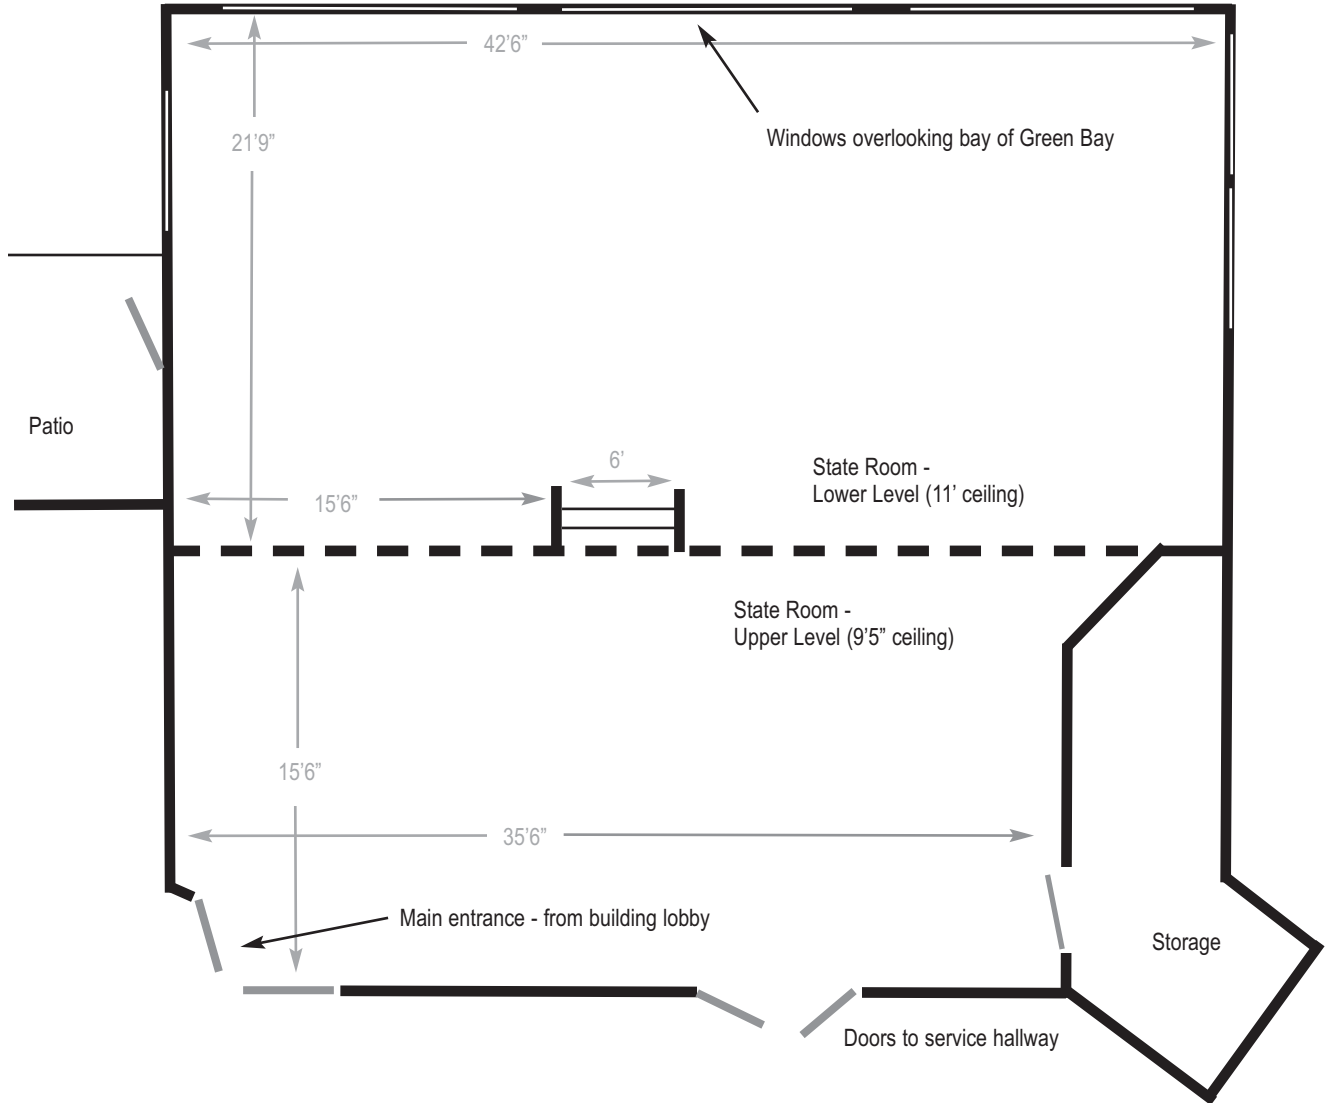 42’6”
21’9”
Windows overlooking bay of Green Bay
Patio
6’
State Room -
Lower Level (11’ ceiling)
15’6”
State Room -
Upper Level (9’5” ceiling)
15’6”
35’6”
Main entrance - from building lobby
Storage
Doors to service hallway